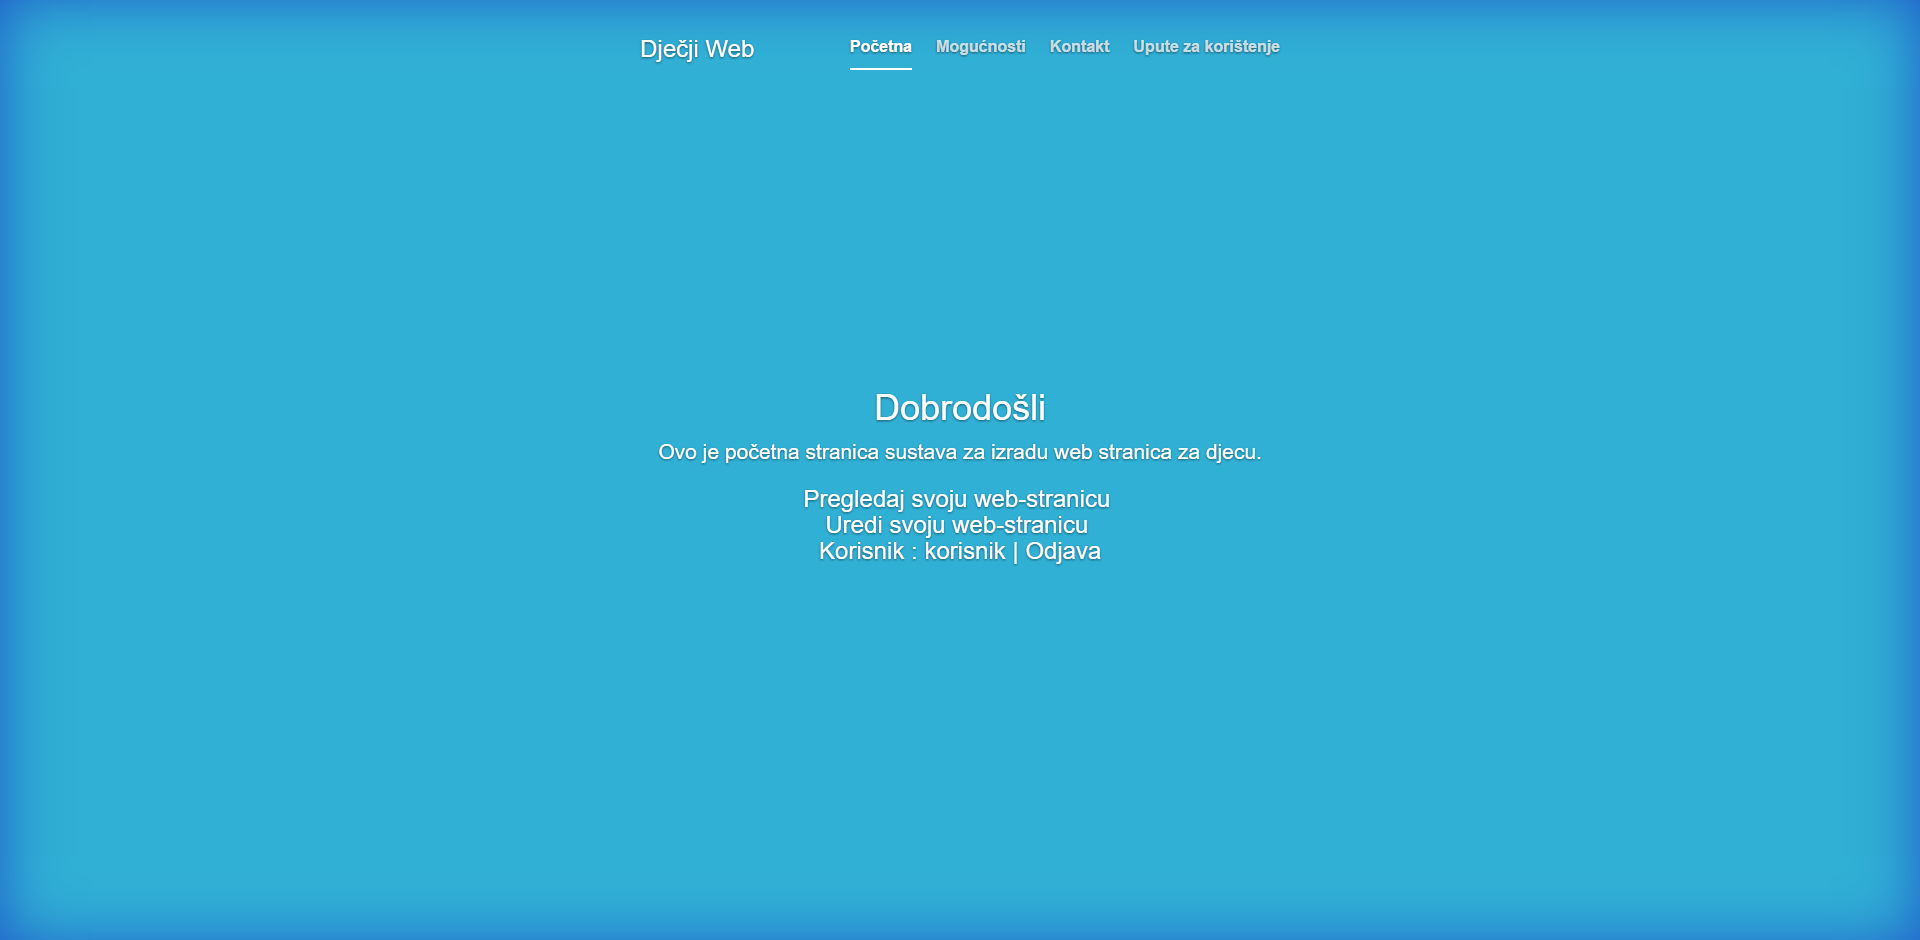 Dječji Web
Početna Mogućnosti Kontakt Upute za korištenje
Dobrodošli
Ovo je početna stranica sustava za izradu web stranica za djecu.
Pregledaj svoju web-stranicu
Uredi svoju web-stranicu
Korisnik : korisnik | Odjava